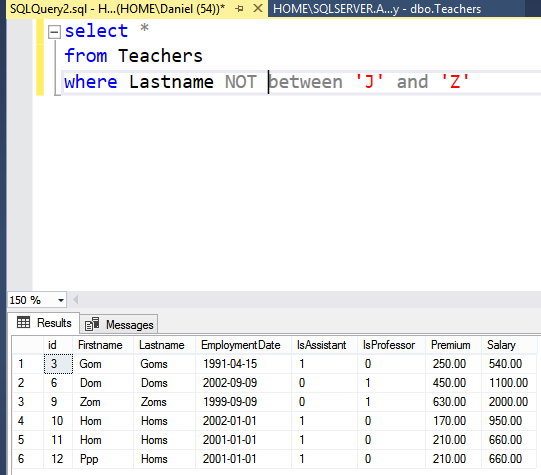 SQLQuery2.sql - H...(HOME\Daniel (54))* HOME\SQLSERVER.A...y - dbo.Teachers
select *
from Teachers
where Lastname NOT between 'J' and 'Z'
150 %
Results Messages
id Firstname Lastname EmploymentDate IsAssistant IsProfessor Premium Salary
1 3 Gom Goms 1991-04-15 1 0 250.00 540.00
2 6 Dom Doms 2002-09-09 0 1 450.00 1100.00
3 9 Zom Zoms 1999-09-09 0 1 630.00 2000.00
4 10 Hom Homs 2002-01-01 1 0 170.00 950.00
5 11 Hom Homs 2001-01-01 1 0 210.00 660.00
6 12 Ppp Homs 2001-01-01 1 0 210.00 660.00